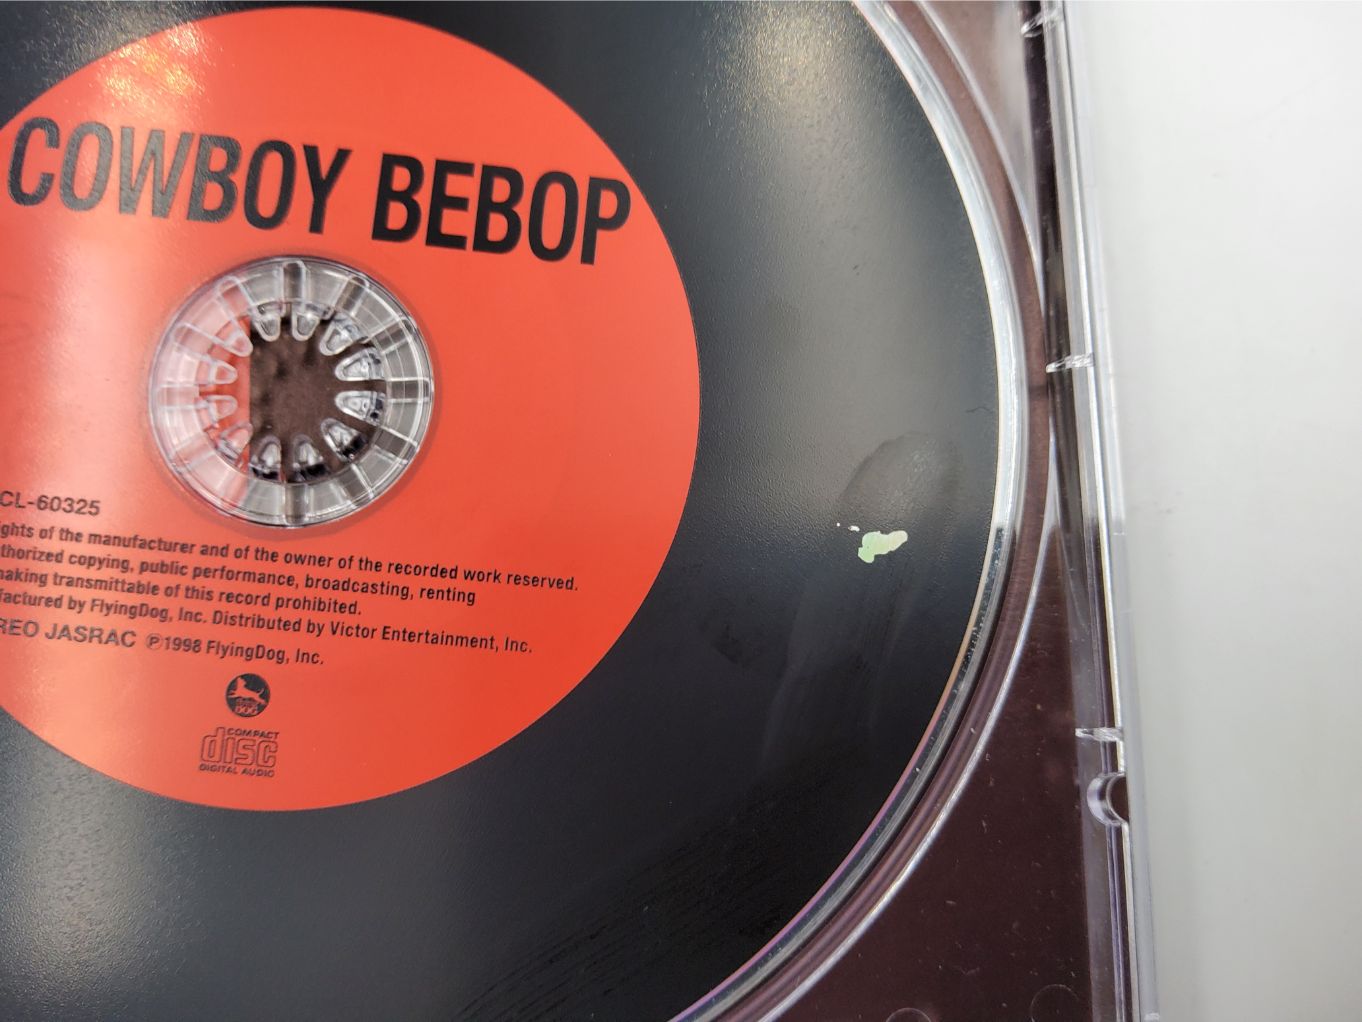 COWBOY BEBOP
CL-60325
ights of the manufacturer and of the owner of the recorded work reserved.
thorized copying, public performance, broadcasting, renting
making transmittable of this record prohibited.
factured by FlyingDog, Inc. Distributed by Victor Entertainment, Inc.
REO JASRAC ℗1998 FlyingDog, Inc.
DOG
COMPACT
disc
DIGITAL AUDIO